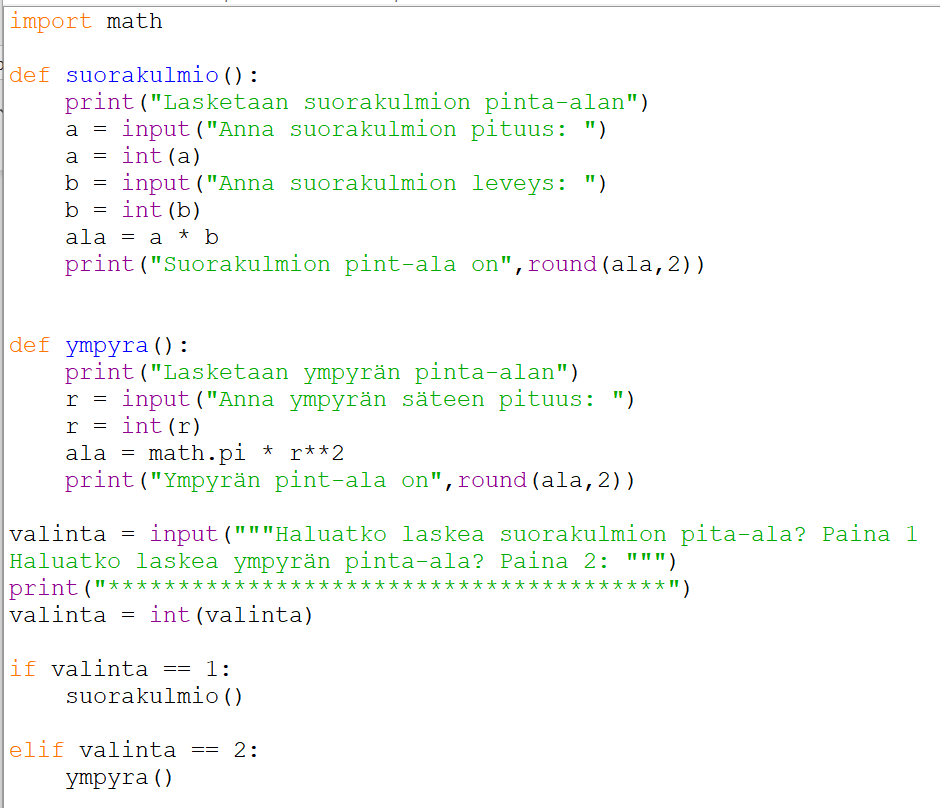 import math
def suorakulmio():
    print("Lasketaan suorakulmion pinta-alan")
    a = input("Anna suorakulmion pituus: ")
    a = int(a)
    b = input("Anna suorakulmion leveys: ")
    b = int(b)
    ala = a * b
    print("Suorakulmion pint-ala on",round(ala,2))
def ympyra():
    print("Lasketaan ympyrän pinta-alan")
    r = input("Anna ympyrän säteen pituus: ")
    r = int(r)
    ala = math.pi * r**2
    print("Ympyrän pint-ala on",round(ala,2))
valinta = input("""Haluatko laskea suorakulmion pita-ala? Paina 1
Haluatko laskea ympyrän pinta-ala? Paina 2: """)
print("****************************************")
valinta = int(valinta)
if valinta == 1:
    suorakulmio()
elif valinta == 2:
    ympyra()